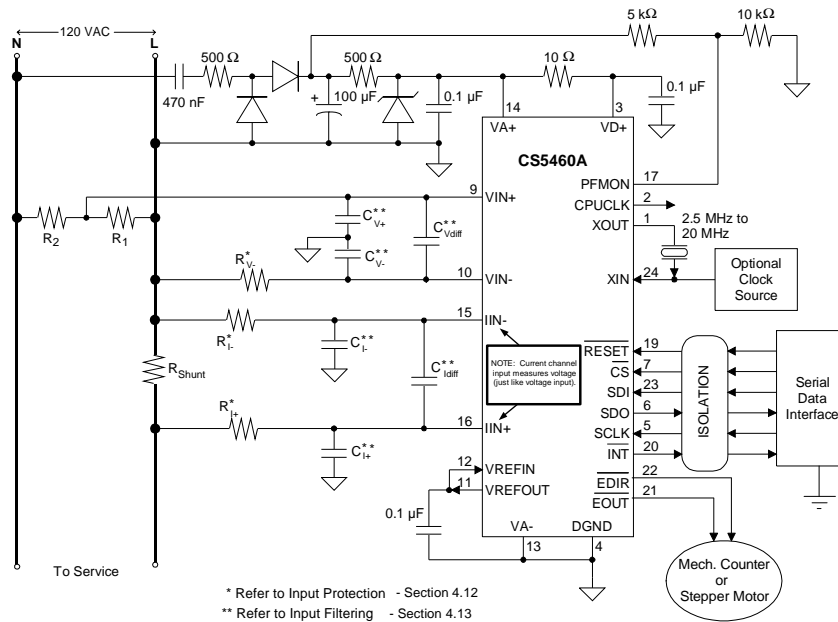 5 kΩ
10 kΩ
N
120 VAC
L
500 Ω
470 nF
500 Ω
+
100 µF
0.1 µF
10 Ω
0.1 µF
14
VA+
3
VD+
CS5460A
PFMON
17
CPUCLK
2
XOUT
1
2.5 MHz to
20 MHz
XIN
24
Optional
Clock
Source
9
VIN+
R2
R1
CV+**
CV-**
CVdiff**
RV-*
10
VIN-
15
IIN-
RI-*
CI-**
CIdiff**
NOTE: Current channel
input measures voltage
(just like voltage input).
RShunt
RI+*
CI+**
16
IIN+
RESET
19
CS
7
SDI
23
SDO
6
SCLK
5
INT
20
ISOLATION
Serial
Data
Interface
12
VREFIN
11
VREFOUT
0.1 µF
EDIR
22
EOUT
21
VA-
13
DGND
4
Mech. Counter
or
Stepper Motor
To Service
* Refer to Input Protection - Section 4.12
** Refer to Input Filtering - Section 4.13